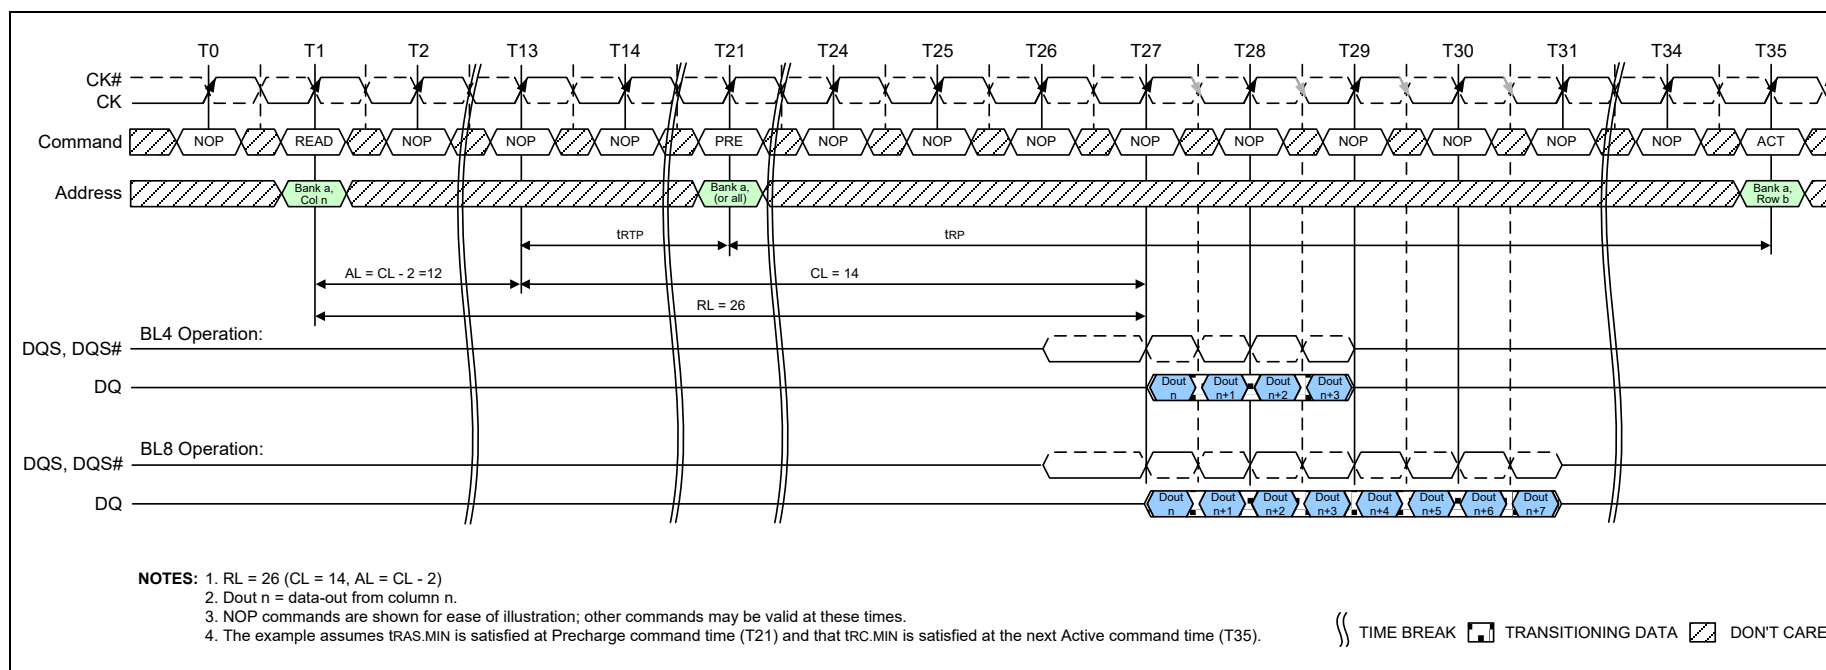 T0 T1 T2 T13 T14 T21 T24 T25 T26 T27 T28 T29 T30 T31 T34 T35
CK#
CK
Command NOP READ NOP NOP NOP PRE NOP NOP NOP NOP NOP NOP NOP NOP NOP ACT
Address Bank a, Col n Bank a, (or all) Bank a, Row b
tRTP tRP
AL = CL - 2 =12 CL = 14
RL = 26
BL4 Operation:
DQS, DQS#
DQ Dout n Dout n+1 Dout n+2 Dout n+3
BL8 Operation:
DQS, DQS#
DQ Dout n Dout n+1 Dout n+2 Dout n+3 Dout n+4 Dout n+5 Dout n+6 Dout n+7
NOTES: 1. RL = 26 (CL = 14, AL = CL - 2)
2. Dout n = data-out from column n.
3. NOP commands are shown for ease of illustration; other commands may be valid at these times.
4. The example assumes tRAS.MIN is satisfied at Precharge command time (T21) and that tRC.MIN is satisfied at the next Active command time (T35).
TIME BREAK TRANSITIONING DATA DON'T CARE